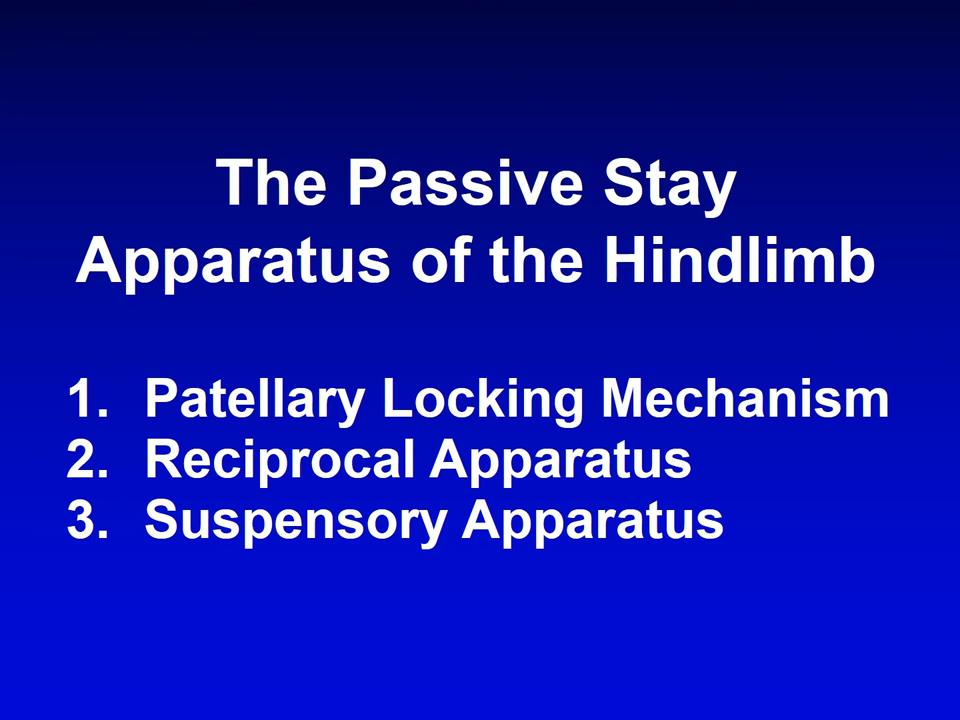 The Passive Stay
Apparatus of the Hindlimb
1. Patellary Locking Mechanism
2. Reciprocal Apparatus
3. Suspensory Apparatus